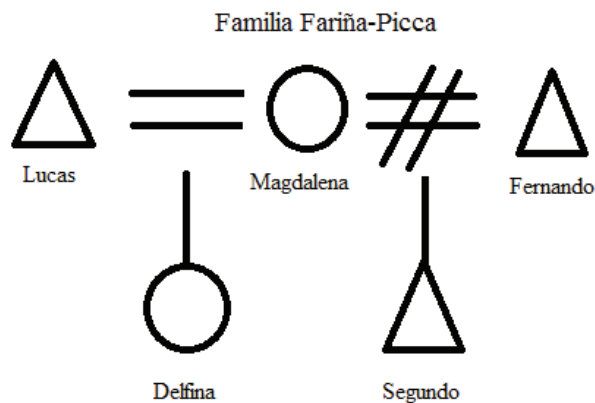 Familia Fariña-Picca
Lucas
Magdalena
Fernando
Delfina
Segundo